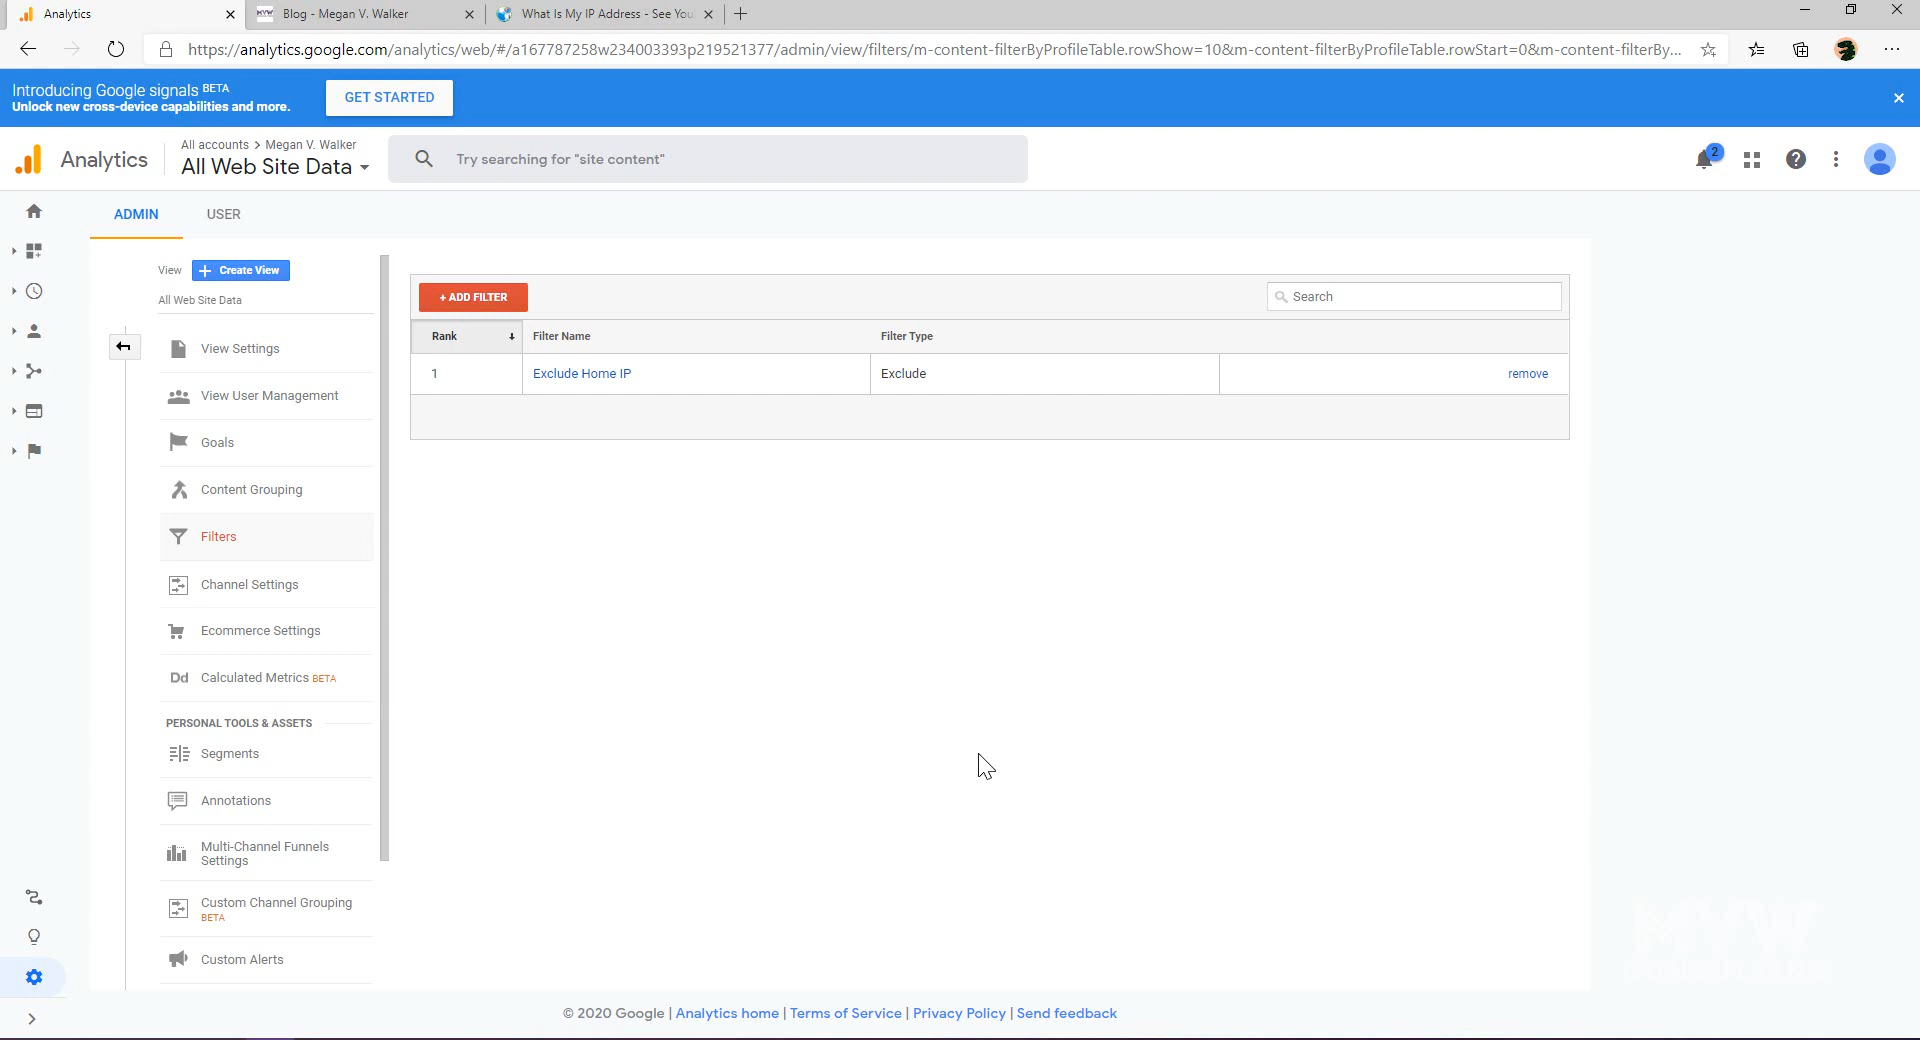 Analytics
Blog - Megan V. Walker
What Is My IP Address - See You
https://analytics.google.com/analytics/web/#/a167787258w234003393p219521377/admin/view/filters/m-content-filterByProfileTable.rowShow=10&m-content-filterByProfileTable.rowStart=0&m-content-filterBy...
Introducing Google signals BETA
Unlock new cross-device capabilities and more.
GET STARTED
Analytics
All accounts > Megan V. Walker
All Web Site Data
Try searching for "site content"
2
ADMIN
USER
View
+ Create View
All Web Site Data
View Settings
View User Management
Goals
Content Grouping
Filters
Channel Settings
Ecommerce Settings
Dd Calculated Metrics BETA
PERSONAL TOOLS & ASSETS
Segments
Annotations
Multi-Channel Funnels
Settings
Custom Channel Grouping
BETA
Custom Alerts
+ ADD FILTER
Search
Rank
Filter Name
Filter Type
1
Exclude Home IP
Exclude
remove
© 2020 Google | Analytics home | Terms of Service | Privacy Policy | Send feedback